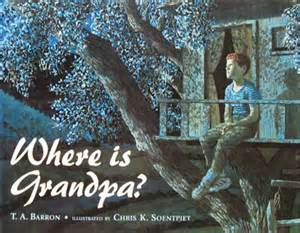 Where is
Grandpa?
T. A. BARRON • ILLUSTRATED BY CHRIS K. SOENTPIET